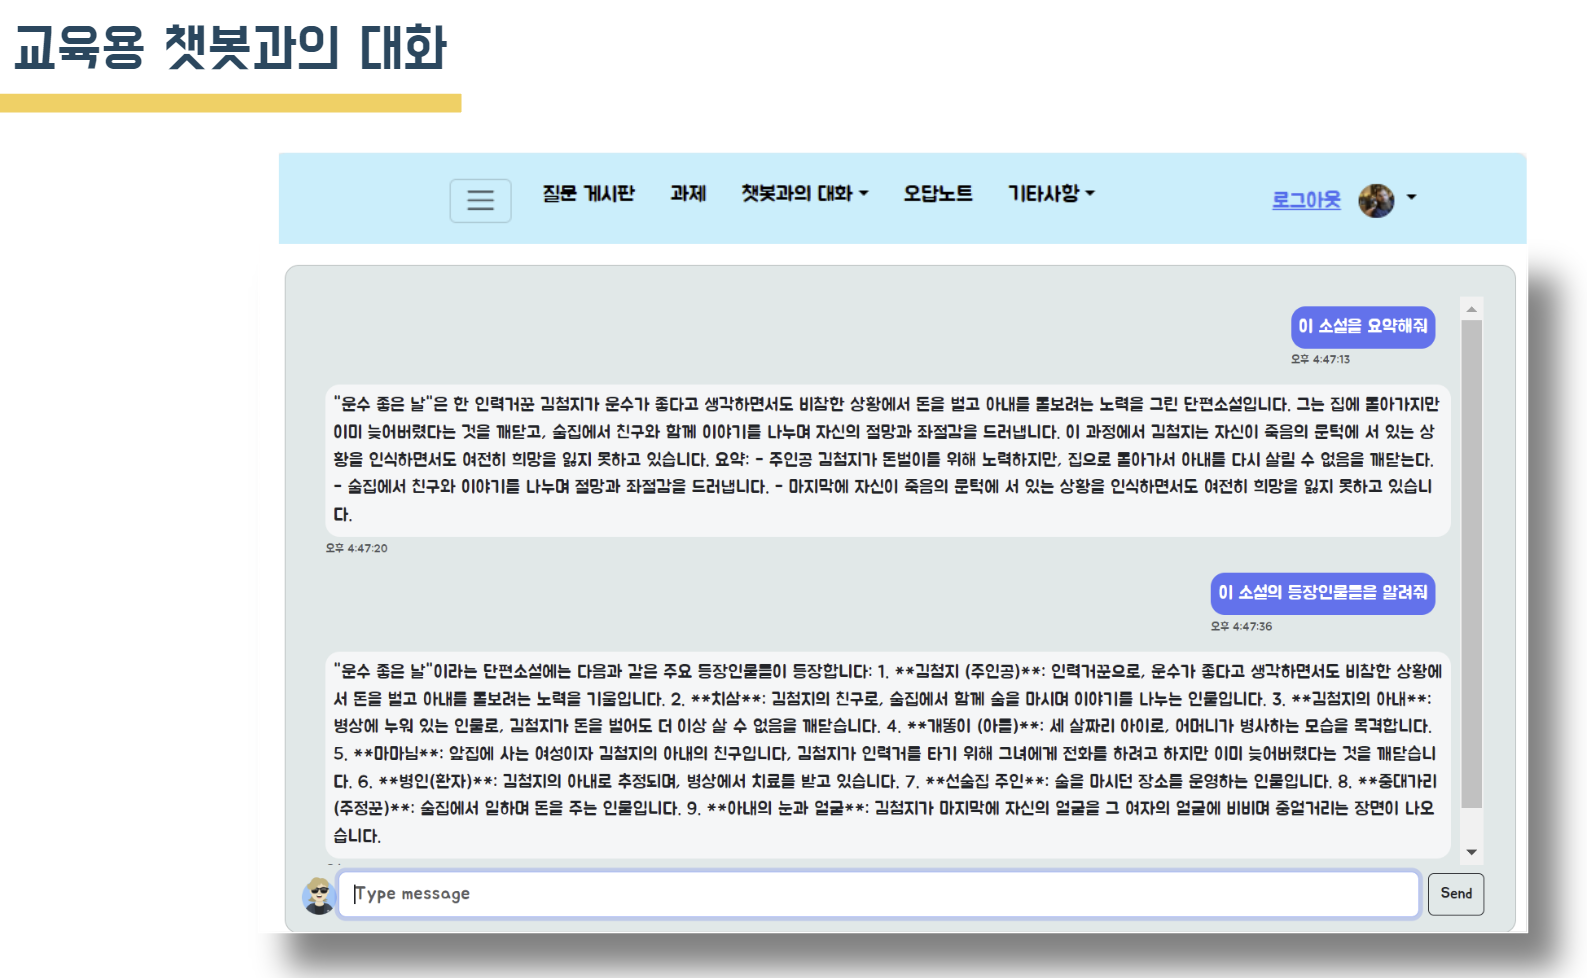 교육용 챗봇과의 대화
질문 게시판 과제 챗봇과의 대화 오답노트 기타사항 로그아웃
이 소설을 요약해줘
오후 4:47:13
"운수 좋은 날"은 한 인력거꾼 김첨지가 운수가 좋다고 생각하면서도 비참한 상황에서 돈을 벌고 아내를 돌보려는 노력을 그린 단편소설입니다. 그는 집에 돌아가지만
이미 늦어버렸다는 것을 깨닫고, 술집에서 친구와 함께 이야기를 나누며 자신의 절망과 좌절감을 드러냅니다. 이 과정에서 김첨지는 자신이 죽음의 문턱에 서 있는 상
황을 인식하면서도 여전히 희망을 잃지 못하고 있습니다. 요약: - 주인공 김첨지가 돈벌이를 위해 노력하지만, 집으로 돌아가서 아내를 다시 살릴 수 없음을 깨닫는다.
- 술집에서 친구와 이야기를 나누며 절망과 좌절감을 드러냅니다. - 마지막에 자신이 죽음의 문턱에 서 있는 상황을 인식하면서도 여전히 희망을 잃지 못하고 있습니
다.
오후 4:47:20
이 소설의 등장인물들을 알려줘
오후 4:47:36
"운수 좋은 날"이라는 단편소설에는 다음과 같은 주요 등장인물들이 등장합니다: 1. **김첨지 (주인공)**: 인력거꾼으로, 운수가 좋다고 생각하면서도 비참한 상황에
서 돈을 벌고 아내를 돌보려는 노력을 기울입니다. 2. **치삼**: 김첨지의 친구로, 술집에서 함께 술을 마시며 이야기를 나누는 인물입니다. 3. **김첨지의 아내**:
병상에 누워 있는 인물로, 김첨지가 돈을 벌어도 더 이상 살 수 없음을 깨닫습니다. 4. **개똥이 (아들)**: 세 살짜리 아이로, 어머니가 병사하는 모습을 목격합니다.
5. **마마님**: 앞집에 사는 여성이자 김첨지의 아내의 친구입니다, 김첨지가 인력거를 타기 위해 그녀에게 전화를 하려고 하지만 이미 늦어버렸다는 것을 깨닫습니
다. 6. **병인(환자)**: 김첨지의 아내로 추정되며, 병상에서 치료를 받고 있습니다. 7. **선술집 주인**: 술을 마시던 장소를 운영하는 인물입니다. 8. **중대가리
(주정꾼)**: 술집에서 일하며 돈을 주는 인물입니다. 9. **아내의 눈과 얼굴**: 김첨지가 마지막에 자신의 얼굴을 그 여자의 얼굴에 비비며 중얼거리는 장면이 나오
습니다.
Type message
Send